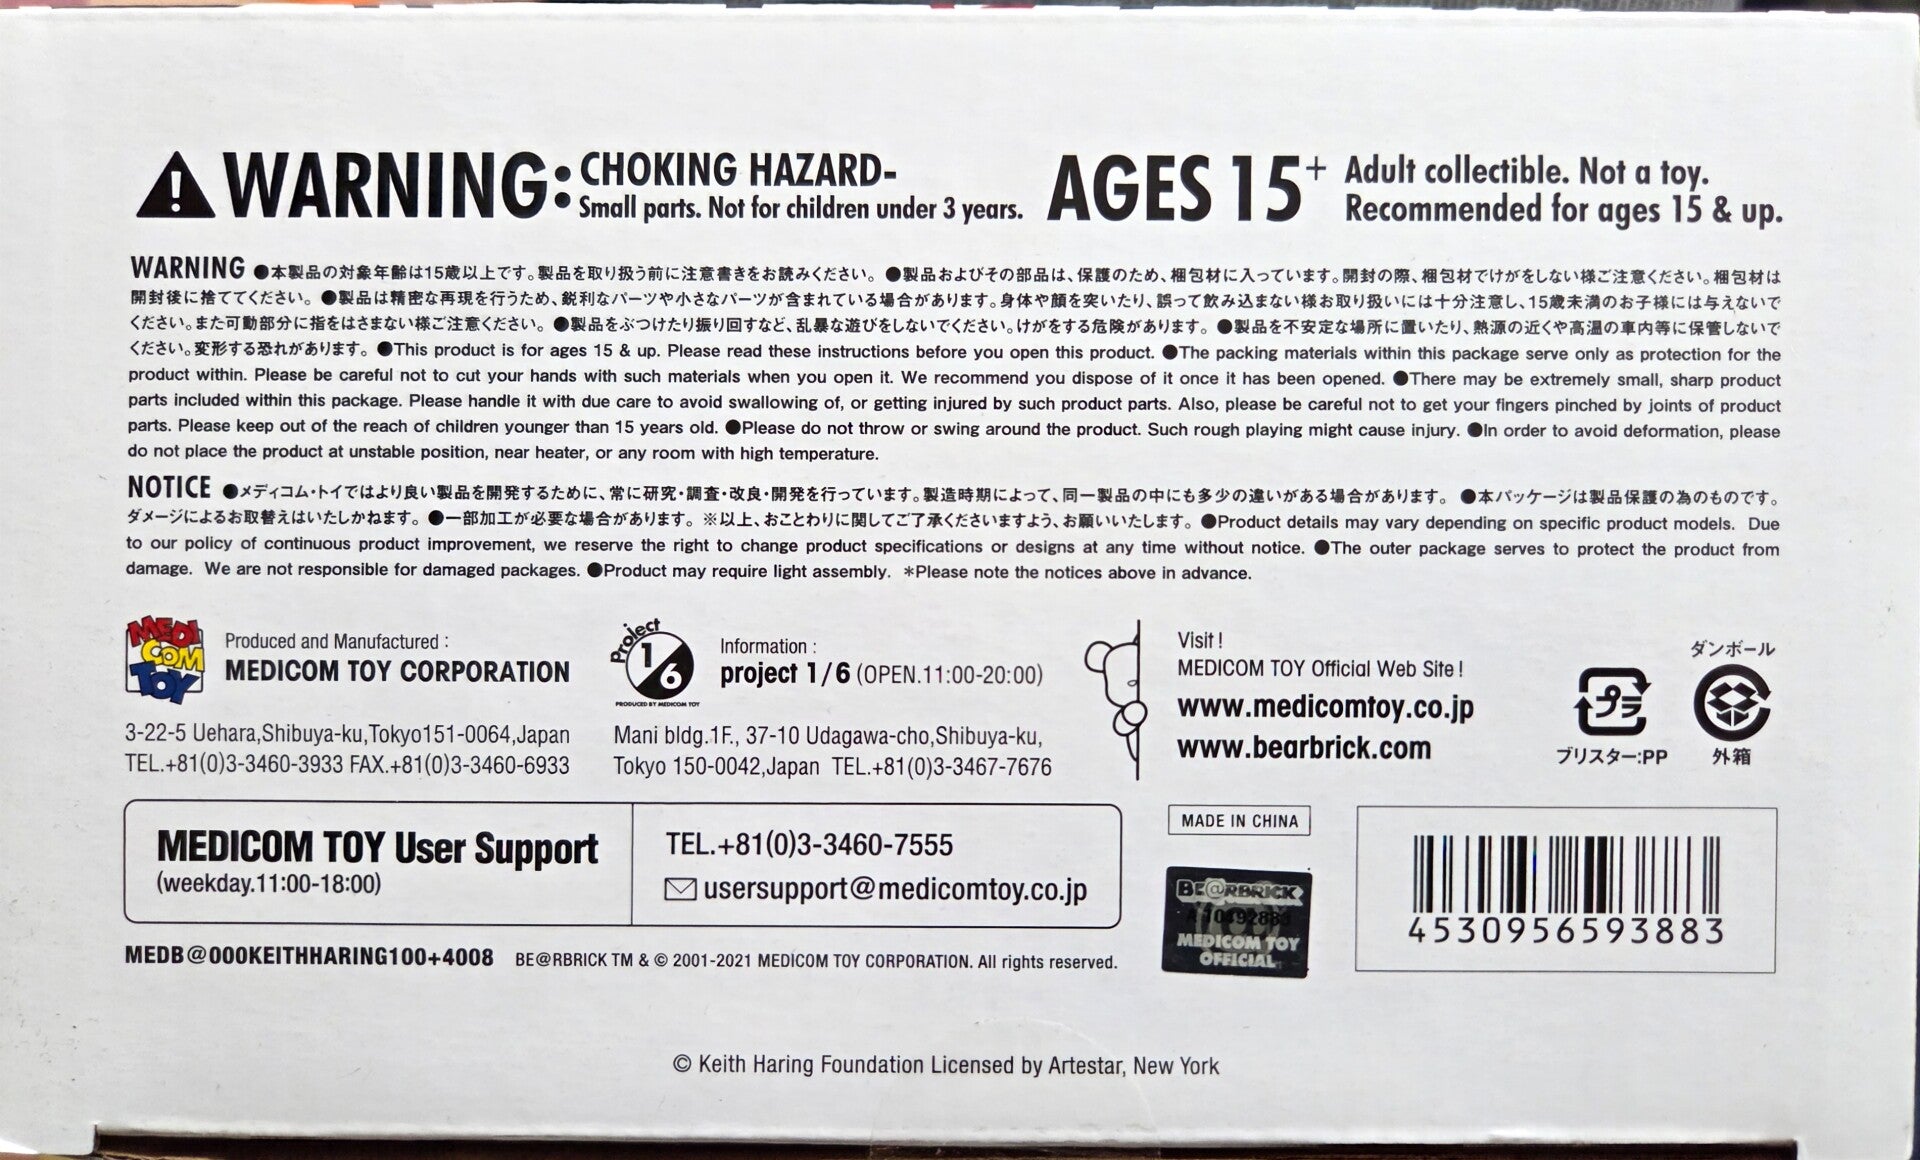 WARNING: CHOKING HAZARD-
Small parts. Not for children under 3 years.
AGES 15+ Adult collectible. Not a toy.
Recommended for ages 15 & up.
WARNING ●本製品の対象年齢は15歳以上です。製品を取り扱う前に注意書きをお読みください。 ●製品およびその部品は、保護のため、梱包材に入っています。開封の際、梱包材でけがをしない様ご注意ください。梱包材は
開封後に捨ててください。 ●製品は精密な再現を行うため、鋭利なパーツや小さなパーツが含まれている場合があります。身体や顔を突いたり、誤って飲み込まない様お取り扱いには十分注意し、15歳未満のお子様には与えないで
ください。また可動部分に指をはさまない様ご注意ください。 ●製品をぶつけたり振り回すなど、乱暴な遊びをしないでください。けがをする危険があります。 ●製品を不安定な場所に置いたり、熱源の近くや高温の車内等に保管しないで
ください。変形する恐れがあります。 ●This product is for ages 15 & up. Please read these instructions before you open this product. ●The packing materials within this package serve only as protection for the
product within. Please be careful not to cut your hands with such materials when you open it. We recommend you dispose of it once it has been opened. ●There may be extremely small, sharp product
parts included within this package. Please handle it with due care to avoid swallowing of, or getting injured by such product parts. Also, please be careful not to get your fingers pinched by joints of product
parts. Please keep out of the reach of children younger than 15 years old. ●Please do not throw or swing around the product. Such rough playing might cause injury. ●In order to avoid deformation, please
do not place the product at unstable position, near heater, or any room with high temperature.
NOTICE ●メディコム・トイではより良い製品を開発するために、常に研究・調査・改良・開発を行っています。製造時期によって、同一製品の中にも多少の違いがある場合があります。 ●本パッケージは製品保護の為のものです。
ダメージによるお取替えはいたしかねます。 ●一部加工が必要な場合があります。 ※以上、おことわりに関してご了承くださいますよう、お願いいたします。 ●Product details may vary depending on specific product models. Due
to our policy of continuous product improvement, we reserve the right to change product specifications or designs at any time without notice. ●The outer package serves to protect the product from
damage. We are not responsible for damaged packages. ●Product may require light assembly. *Please note the notices above in advance.
MEDI
COM
TOY
Produced and Manufactured :
MEDICOM TOY CORPORATION
3-22-5 Uehara,Shibuya-ku,Tokyo151-0064,Japan
TEL.+81(0)3-3460-3933 FAX.+81(0)3-3460-6933
Project
1/6
PRODUCED BY MEDICOM TOY
Information :
project 1/6 (OPEN.11:00-20:00)
Mani bldg.1F., 37-10 Udagawa-cho,Shibuya-ku,
Tokyo 150-0042,Japan TEL.+81(0)3-3467-7676
Visit !
MEDICOM TOY Official Web Site !
www.medicomtoy.co.jp
www.bearbrick.com
プラ
ブリスター:PP
ダンボール
外箱
MEDICOM TOY User Support
(weekday.11:00-18:00)
TEL.+81(0)3-3460-7555
usersupport@medicomtoy.co.jp
MADE IN CHINA
BE@RBRICK
MEDICOM TOY
OFFICIAL
4530956593883
MEDB@000KEITHHARING100+4008 BE@RBRICK TM & © 2001-2021 MEDICOM TOY CORPORATION. All rights reserved.
© Keith Haring Foundation Licensed by Artestar, New York